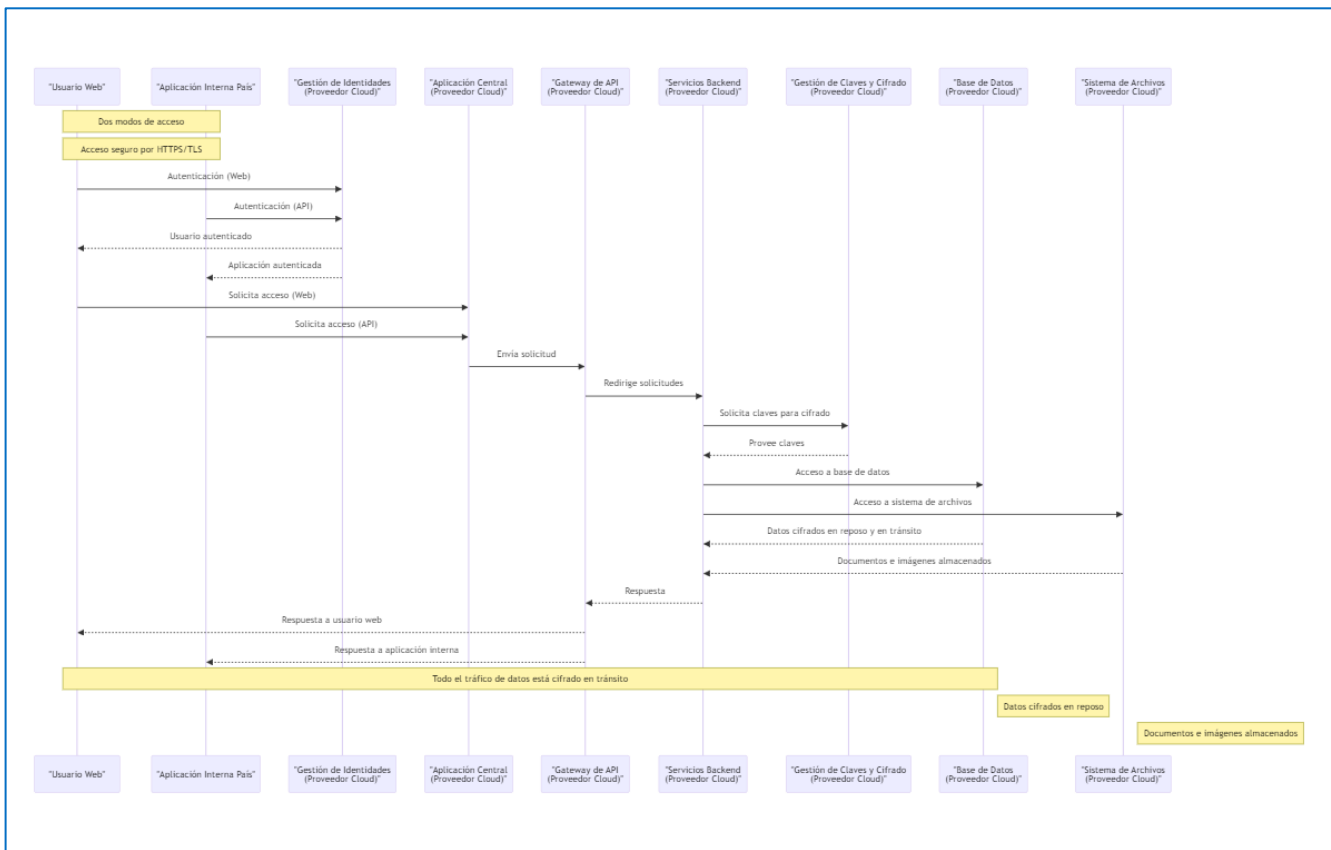 "Usuario Web"
"Aplicación Interna País"
"Gestión de Identidades
(Proveedor Cloud)"
"Aplicación Central
(Proveedor Cloud)"
"Gateway de API
(Proveedor Cloud)"
"Servicios Backend
(Proveedor Cloud)"
"Gestión de Claves y Cifrado
(Proveedor Cloud)"
"Base de Datos
(Proveedor Cloud)"
"Sistema de Archivos
(Proveedor Cloud)"
Dos modos de acceso
Acceso seguro por HTTPS/TLS
Autenticación (Web)
Autenticación (API)
Usuario autenticado
Aplicación autenticada
Solicita acceso (Web)
Solicita acceso (API)
Envía solicitud
Redirige solicitudes
Solicita claves para cifrado
Provee claves
Acceso a base de datos
Acceso a sistema de archivos
Datos cifrados en reposo y en tránsito
Documentos e imágenes almacenados
Respuesta
Respuesta a usuario web
Respuesta a aplicación interna
Todo el tráfico de datos está cifrado en tránsito
Datos cifrados en reposo
Documentos e imágenes almacenados
"Usuario Web"
"Aplicación Interna País"
"Gestión de Identidades
(Proveedor Cloud)"
"Aplicación Central
(Proveedor Cloud)"
"Gateway de API
(Proveedor Cloud)"
"Servicios Backend
(Proveedor Cloud)"
"Gestión de Claves y Cifrado
(Proveedor Cloud)"
"Base de Datos
(Proveedor Cloud)"
"Sistema de Archivos
(Proveedor Cloud)"